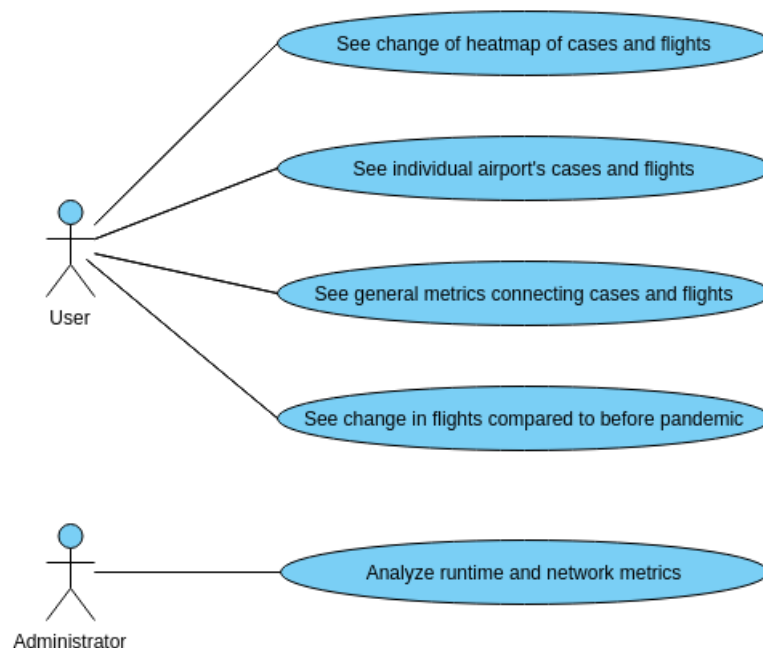 See change of heatmap of cases and flights
See individual airport's cases and flights
See general metrics connecting cases and flights
User
See change in flights compared to before pandemic
Analyze runtime and network metrics
Administrator